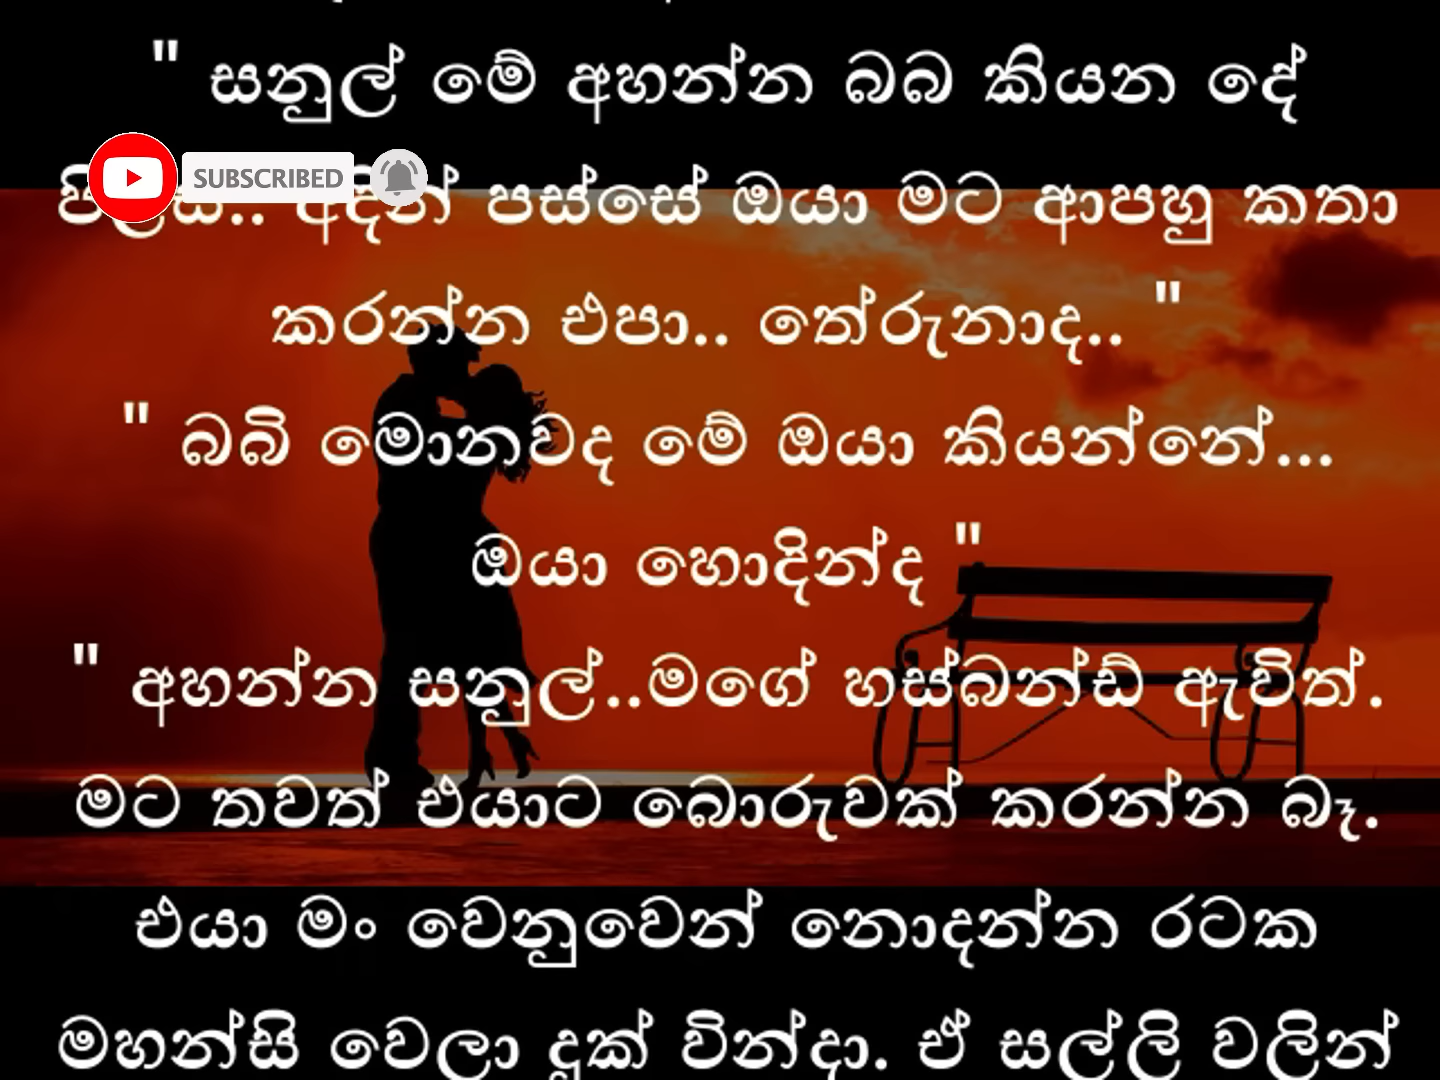 " සනුල් මේ අහන්න බබ කියන දේ
SUBSCRIBED
පස්සේ ඔයා මට ආපහු කතා
කරන්න එපා.. තේරුනාද.. "
" බබි මොනවද මේ ඔයා කියන්නේ...
ඔයා හොදින්ද "
" අහන්න සනුල්..මගේ හස්බන්ඩ් ඇවිත්.
මට තවත් එයාට බොරුවක් කරන්න බෑ.
එයා මං වෙනුවෙන් නොදන්න රටක
මහන්සි වෙලා දුක් වින්දා. ඒ සල්ලි වලින්